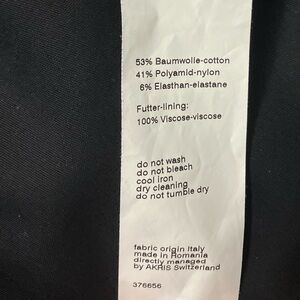 53% Baumwolle-cotton
41% Polyamid-nylon
6% Elasthan-elastane
Futter-lining:
100% Viscose-viscose
do not wash
do not bleach
cool iron
dry cleaning
do not tumble dry
fabric origin Italy
made in Romania
directly managed
by AKRIS Switzerland
376656